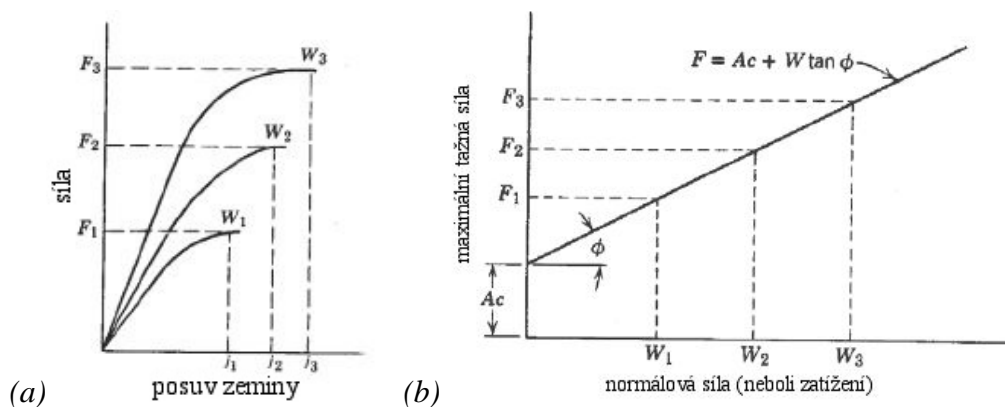 F3
F2
F1
síla
W3
W2
W1
j1 j2 j3
posuv zeminy
(a)
maximální tažná síla
F = Ac + W tan ϕ
F3
F2
F1
ϕ
Ac
W1 W2 W3
normálová síla (neboli zatížení)
(b)